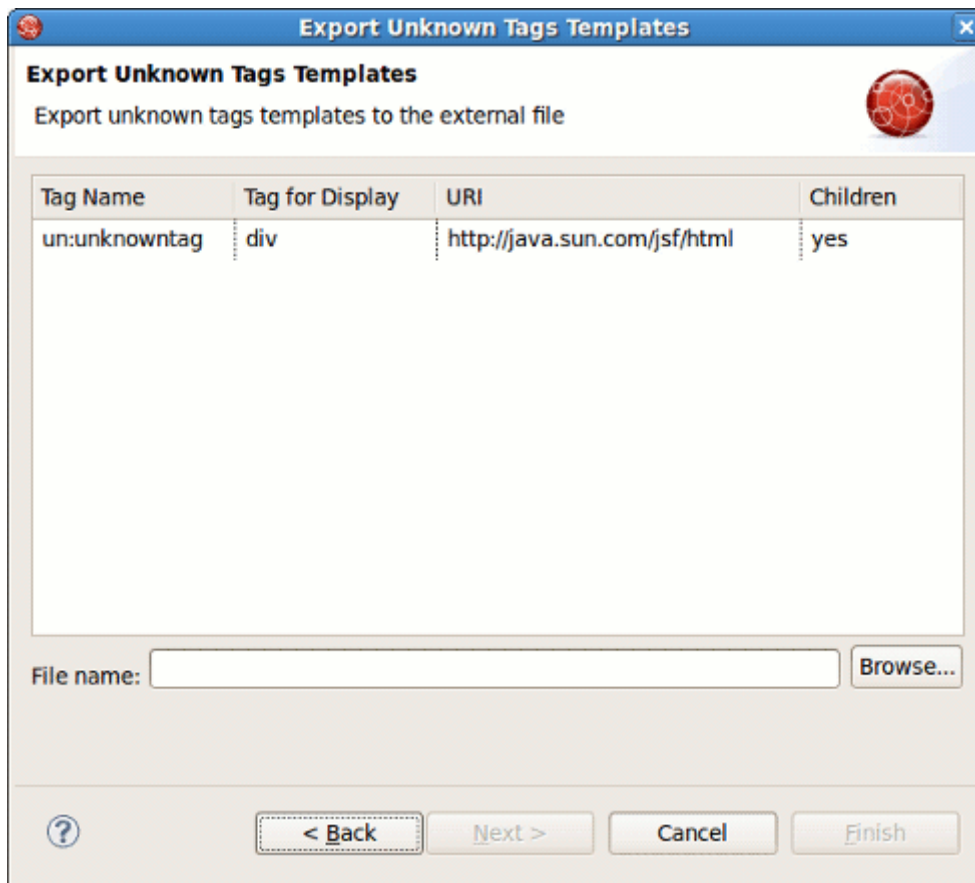 Export Unknown Tags Templates
Export Unknown Tags Templates
Export unknown tags templates to the external file
Tag Name Tag for Display URI Children
un:unknowntag div http://java.sun.com/jsf/html yes
File name: Browse...
? < Back Next > Cancel Finish